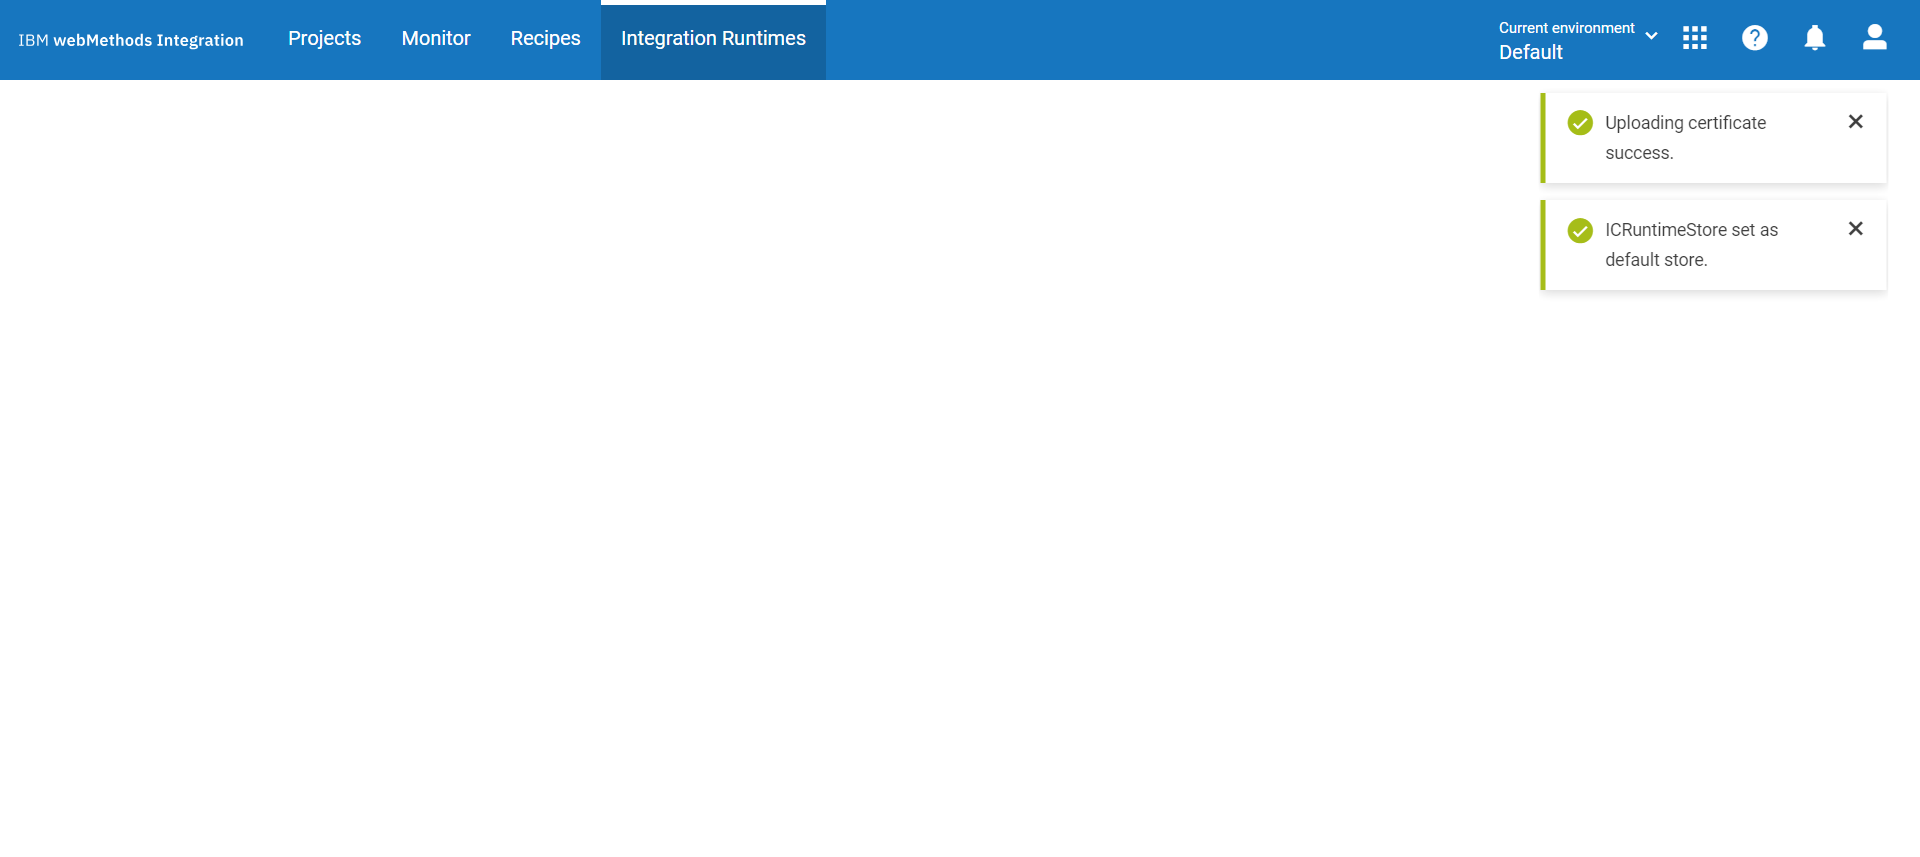 IBM webMethods Integration
Projects
Monitor
Recipes
Integration Runtimes
Current environment
Default
Uploading certificate
success.
ICRuntimeStore set as
default store.